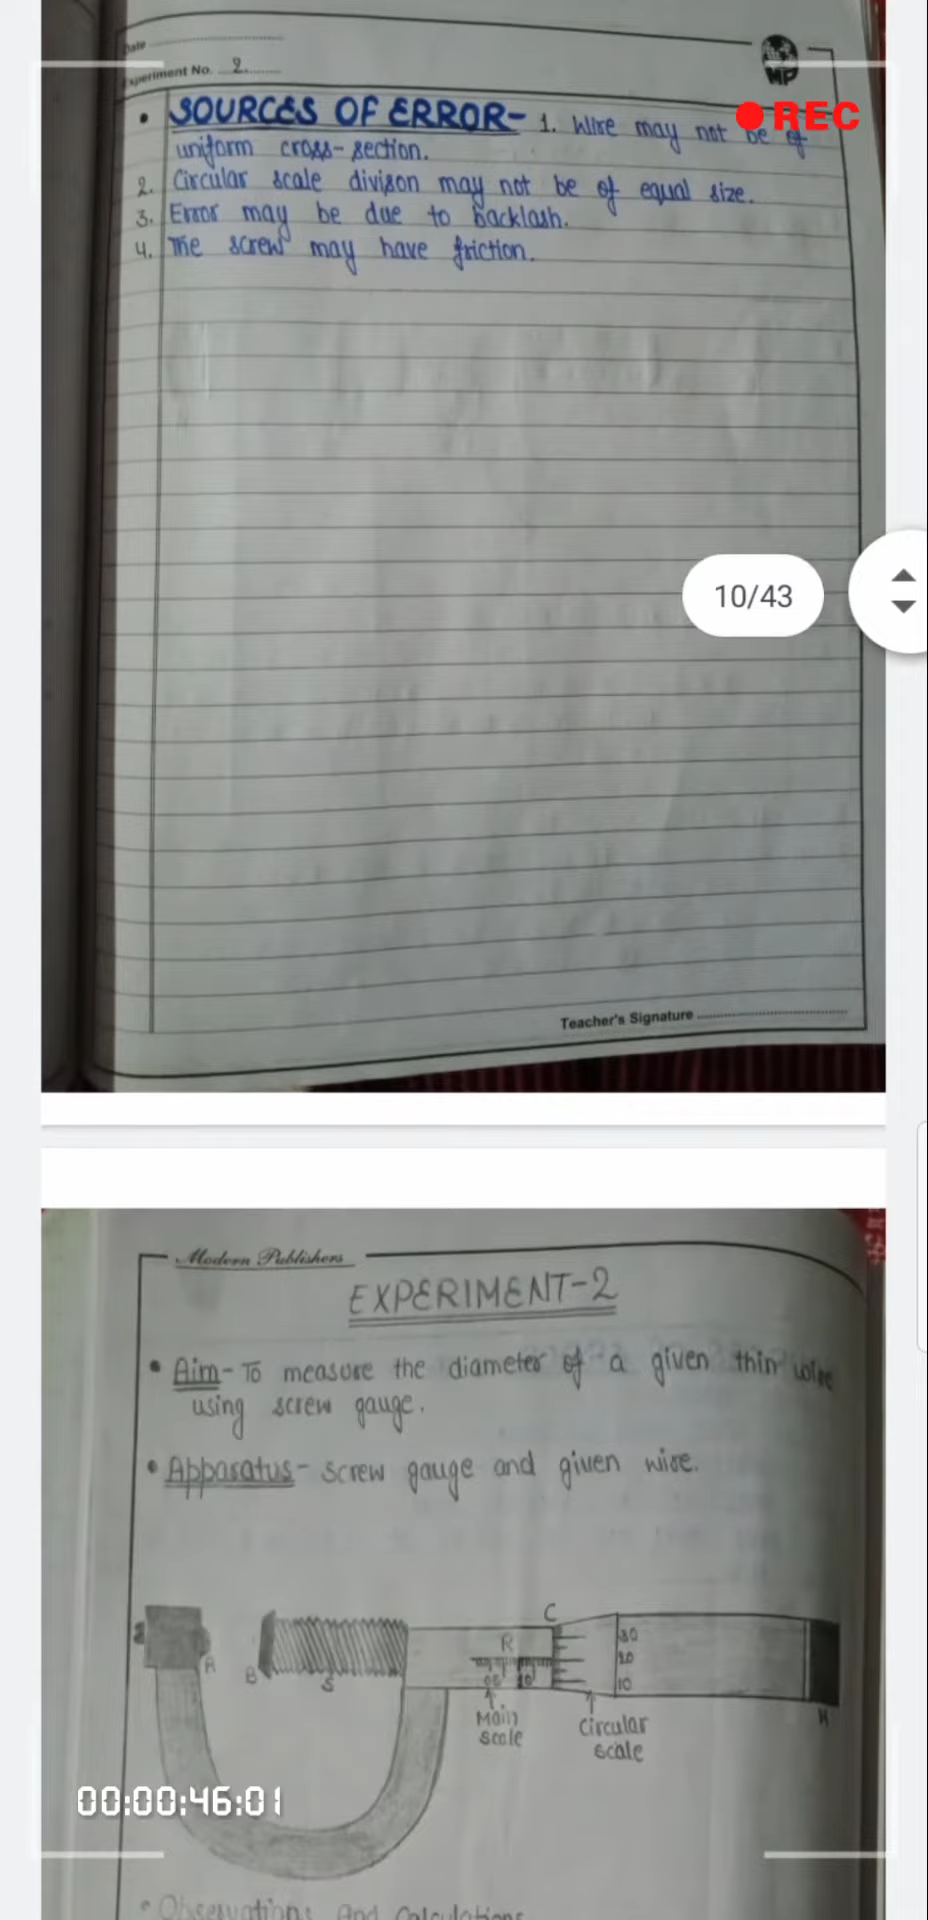 Date
Experiment No. 2
MP
REC
• SOURCES OF ERROR- 1. Wire may not be of
uniform cross-section.
2. Circular scale divison may not be of equal size.
3. Error may be due to backlash.
4. The screw may have friction.
10/43
Teacher's Signature
Modern Publishers
EXPERIMENT-2
• Aim- To measure the diameter of a given thin wire
using screw gauge.
• Apparatus- screw gauge and given wire.
C
R
30
20
10
A
B
S
10
H
Main
scale
Circular
scale
00:00:46:01
• Observations And Calculations